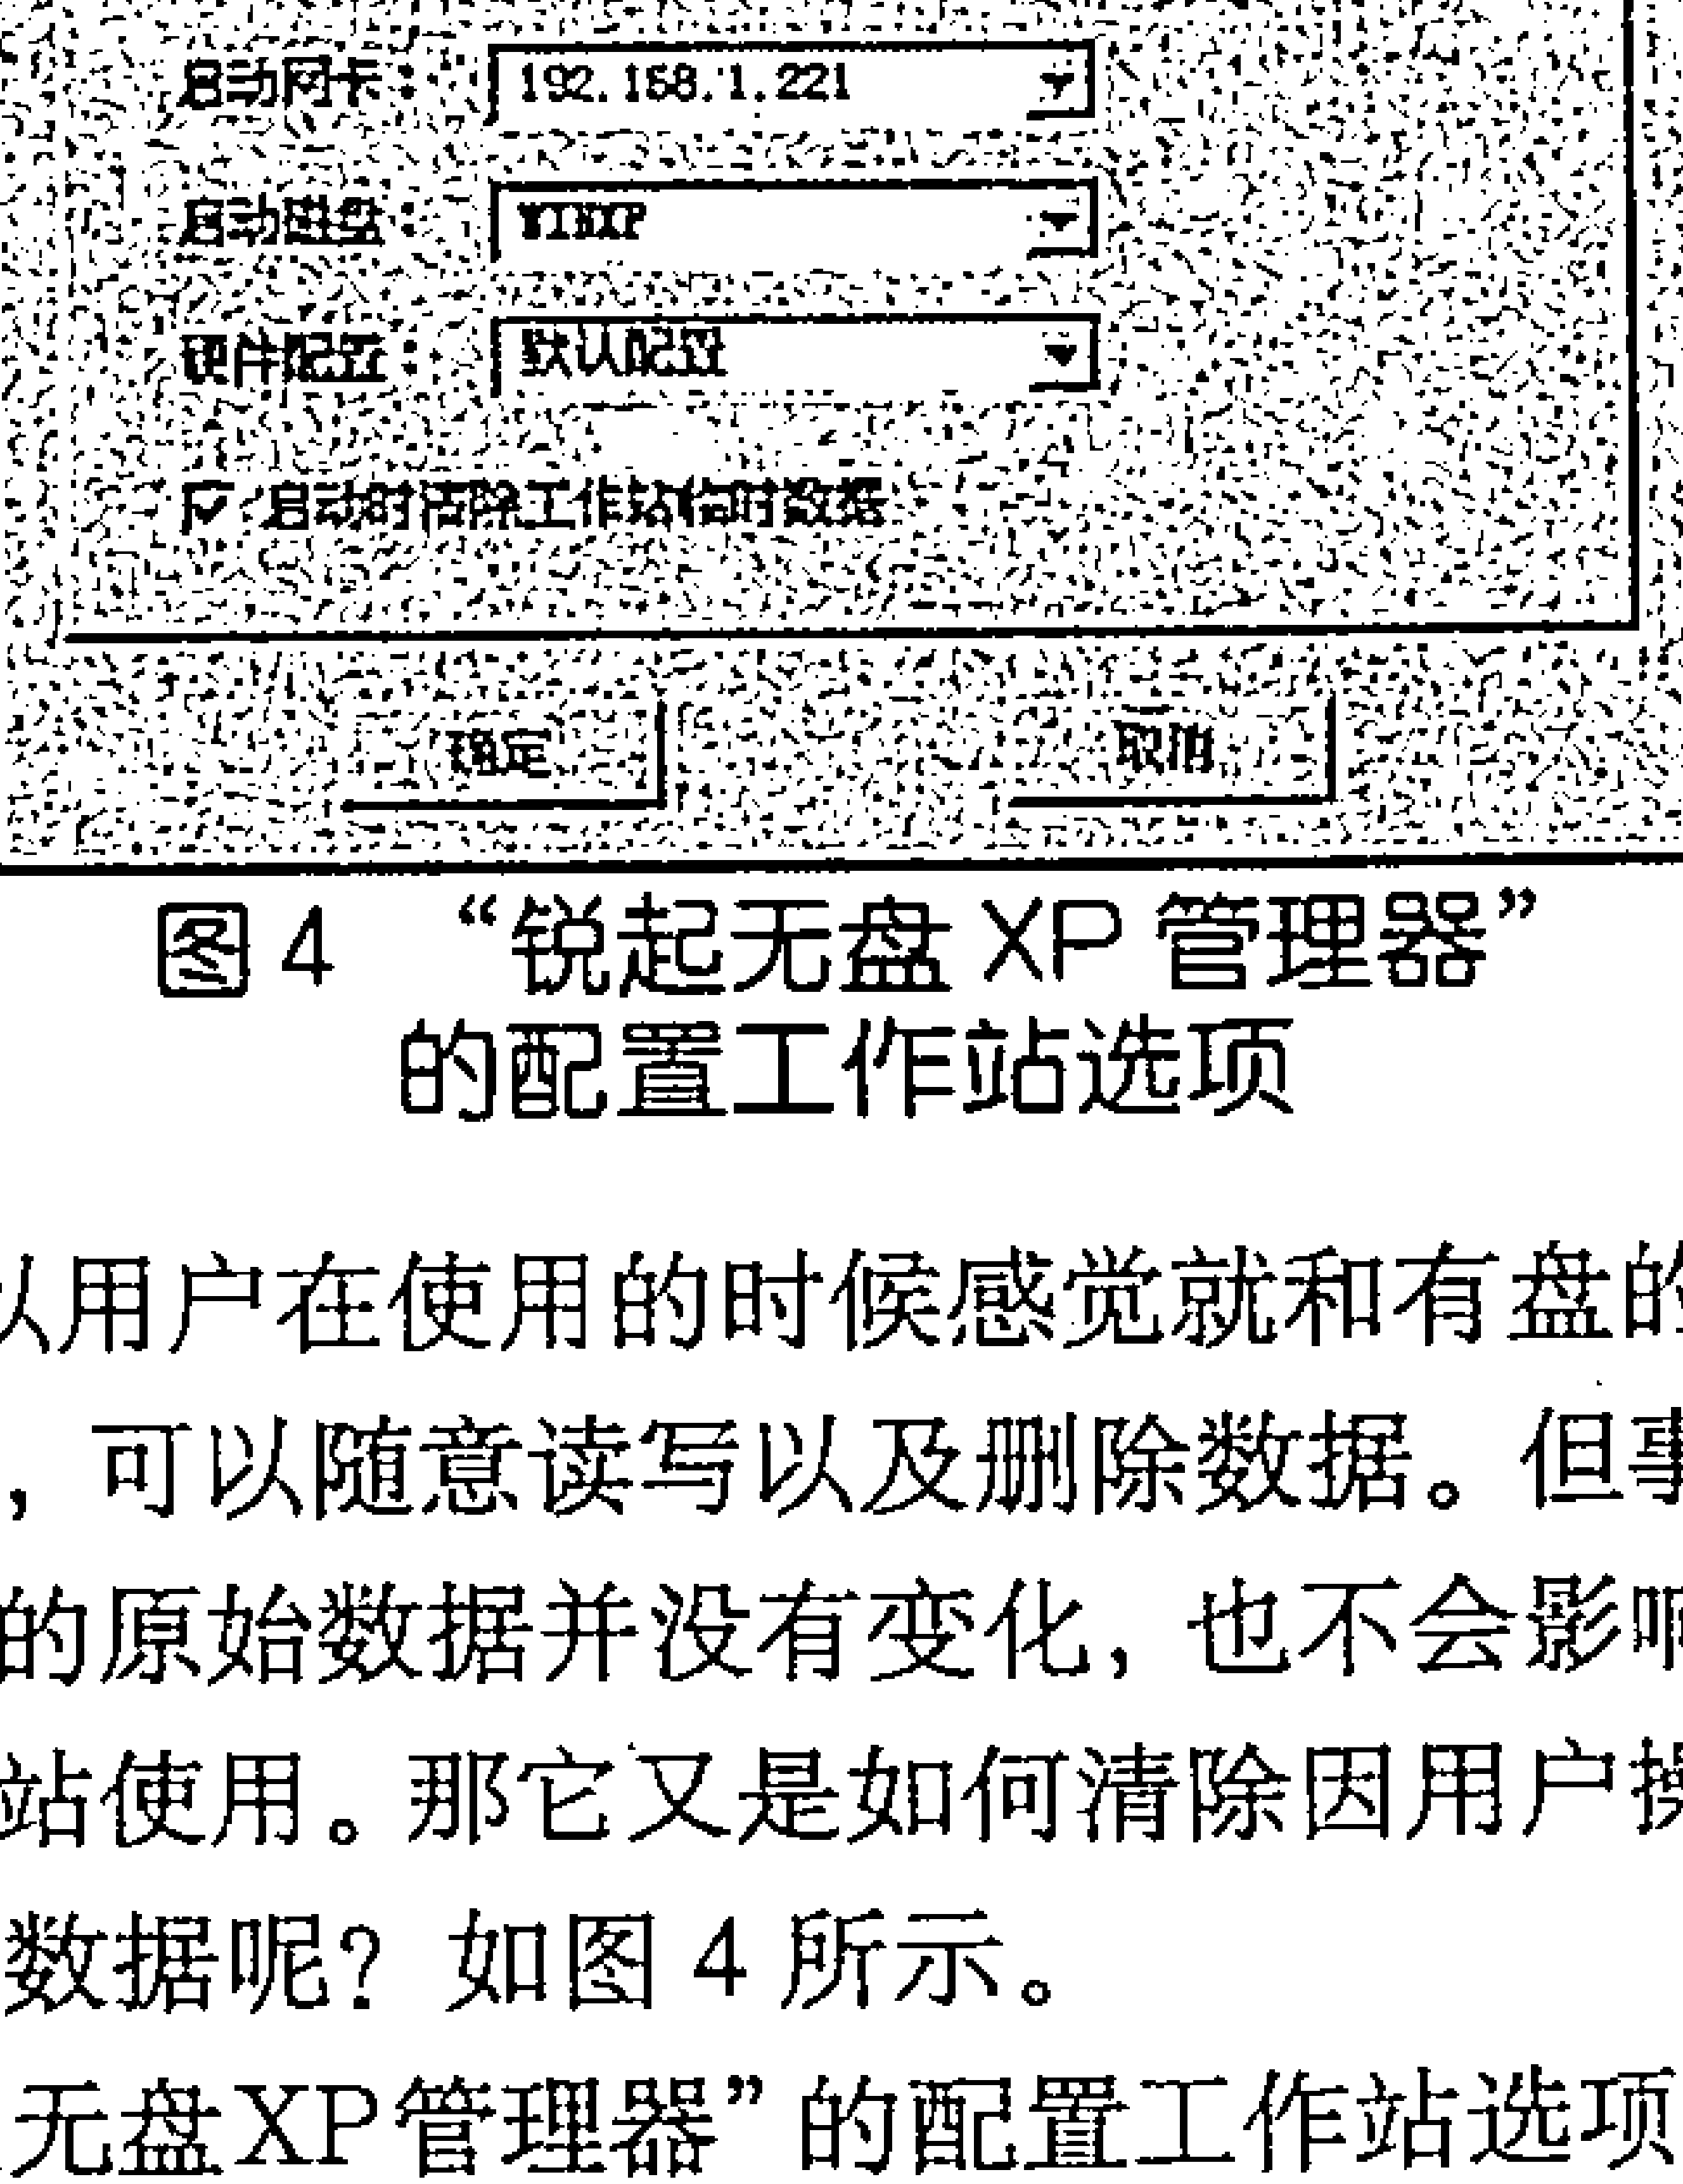 启动网卡： 192.168.1.221
启动磁盘： WINXP
硬件配置： 默认配置
启动时清除工作站临时数据
确定 取消
图4 “锐起无盘XP管理器”
的配置工作站选项
以用户在使用的时候感觉就和有盘的
，可以随意读写以及删除数据。但事
的原始数据并没有变化，也不会影响
站使用。那它又是如何清除因用户操
数据呢？如图4所示。
无盘XP管理器”的配置工作站选项